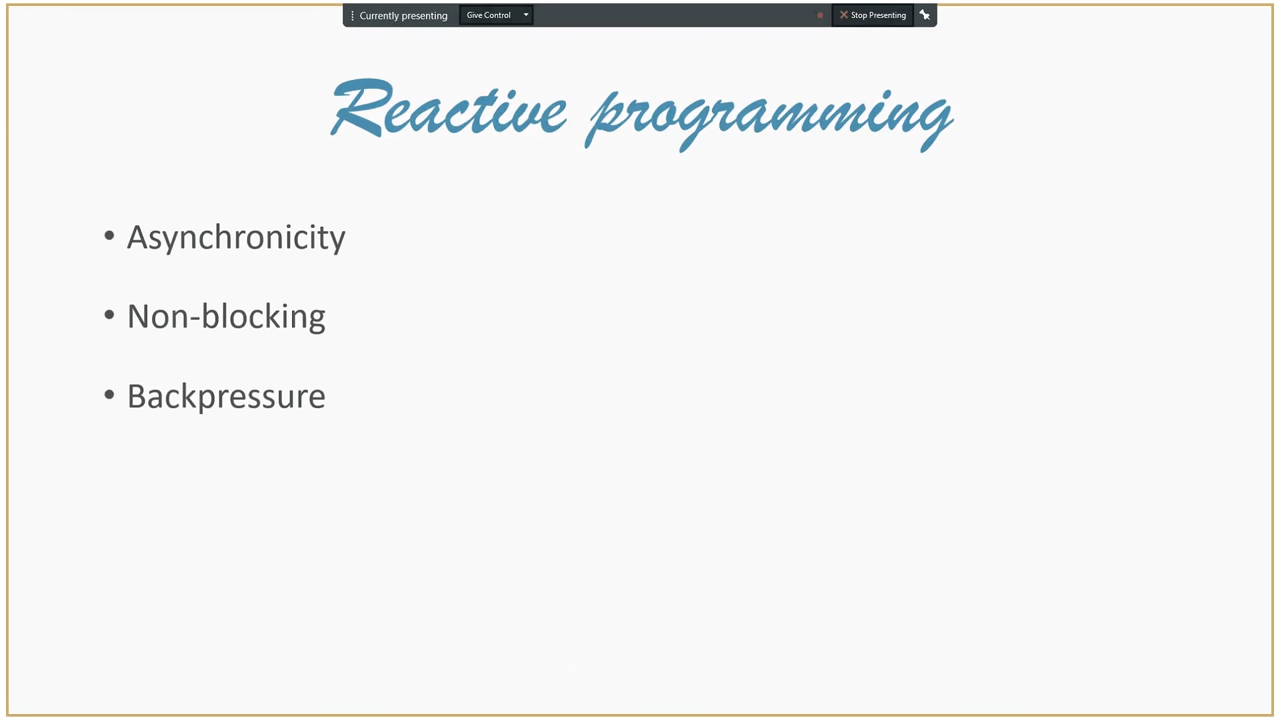 Currently presenting Give Control Stop Presenting
Reactive programming
• Asynchronicity
• Non-blocking
• Backpressure